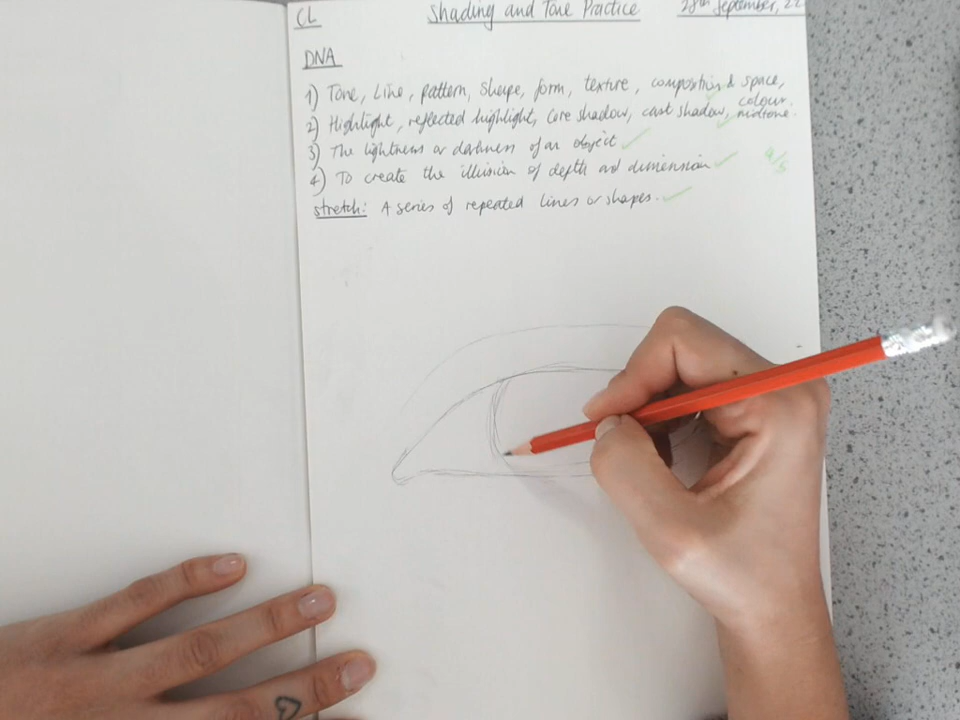 CL Shading and Tone Practice 28th September, 22
DNA
1) Tone, Line, pattern, shape, form, texture, composition & space, colour.
2) Highlight, reflected highlight, core shadow, cast shadow, midtone.
3) The lightness or darkness of an object
4) To create the illusion of depth and dimension
stretch: A series of repeated lines or shapes.